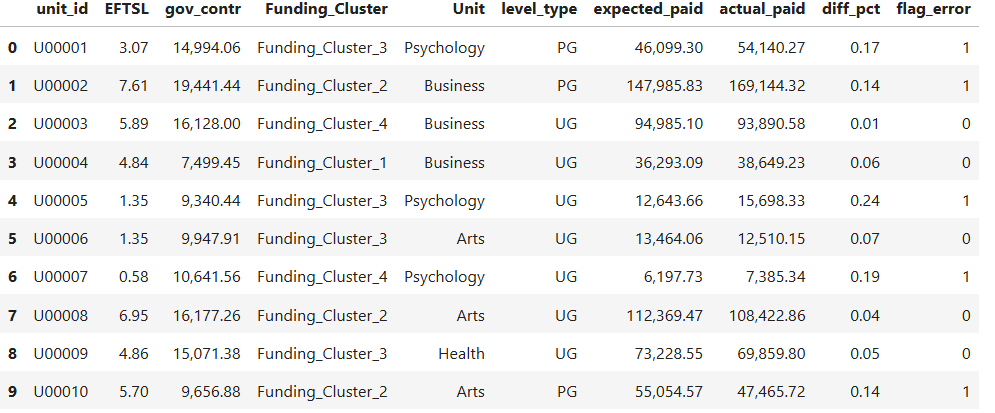 unit_id EFTSL gov_contr Funding_Cluster Unit level_type expected_paid actual_paid diff_pct flag_error
0 U00001 3.07 14,994.06 Funding_Cluster_3 Psychology PG 46,099.30 54,140.27 0.17 1
1 U00002 7.61 19,441.44 Funding_Cluster_2 Business PG 147,985.83 169,144.32 0.14 1
2 U00003 5.89 16,128.00 Funding_Cluster_4 Business UG 94,985.10 93,890.58 0.01 0
3 U00004 4.84 7,499.45 Funding_Cluster_1 Business UG 36,293.09 38,649.23 0.06 0
4 U00005 1.35 9,340.44 Funding_Cluster_3 Psychology UG 12,643.66 15,698.33 0.24 1
5 U00006 1.35 9,947.91 Funding_Cluster_3 Arts UG 13,464.06 12,510.15 0.07 0
6 U00007 0.58 10,641.56 Funding_Cluster_4 Psychology UG 6,197.73 7,385.34 0.19 1
7 U00008 6.95 16,177.26 Funding_Cluster_2 Arts UG 112,369.47 108,422.86 0.04 0
8 U00009 4.86 15,071.38 Funding_Cluster_3 Health UG 73,228.55 69,859.80 0.05 0
9 U00010 5.70 9,656.88 Funding_Cluster_2 Arts PG 55,054.57 47,465.72 0.14 1